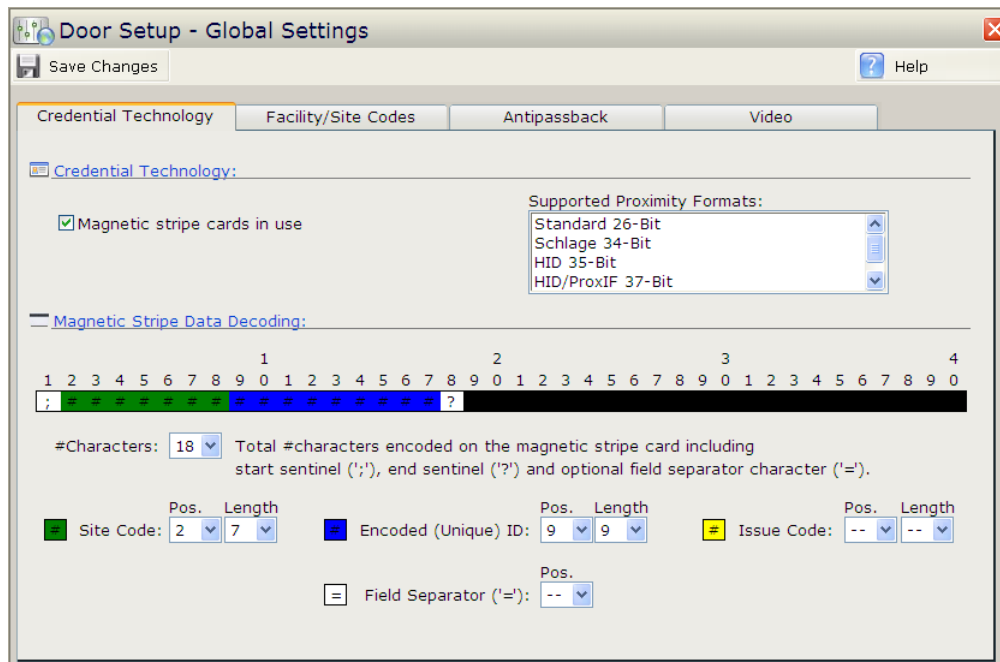 Door Setup - Global Settings
Save Changes
? Help
Credential Technology Facility/Site Codes Antipassback Video
Credential Technology:
Magnetic stripe cards in use
Supported Proximity Formats:
Standard 26-Bit
Schlage 34-Bit
HID 35-Bit
HID/ProxIF 37-Bit
Magnetic Stripe Data Decoding:
1 2 3 4
1 2 3 4 5 6 7 8 9 0 1 2 3 4 5 6 7 8 9 0 1 2 3 4 5 6 7 8 9 0 1 2 3 4 5 6 7 8 9 0
; # # # # # # # # # # # # # # # # ?
#Characters: 18 Total #characters encoded on the magnetic stripe card including
start sentinel (';'), end sentinel ('?') and optional field separator character ('=').
Pos. Length Pos. Length Pos. Length
# Site Code: 2 7 # Encoded (Unique) ID: 9 9 # Issue Code: -- --
Pos.
= Field Separator ('='): --